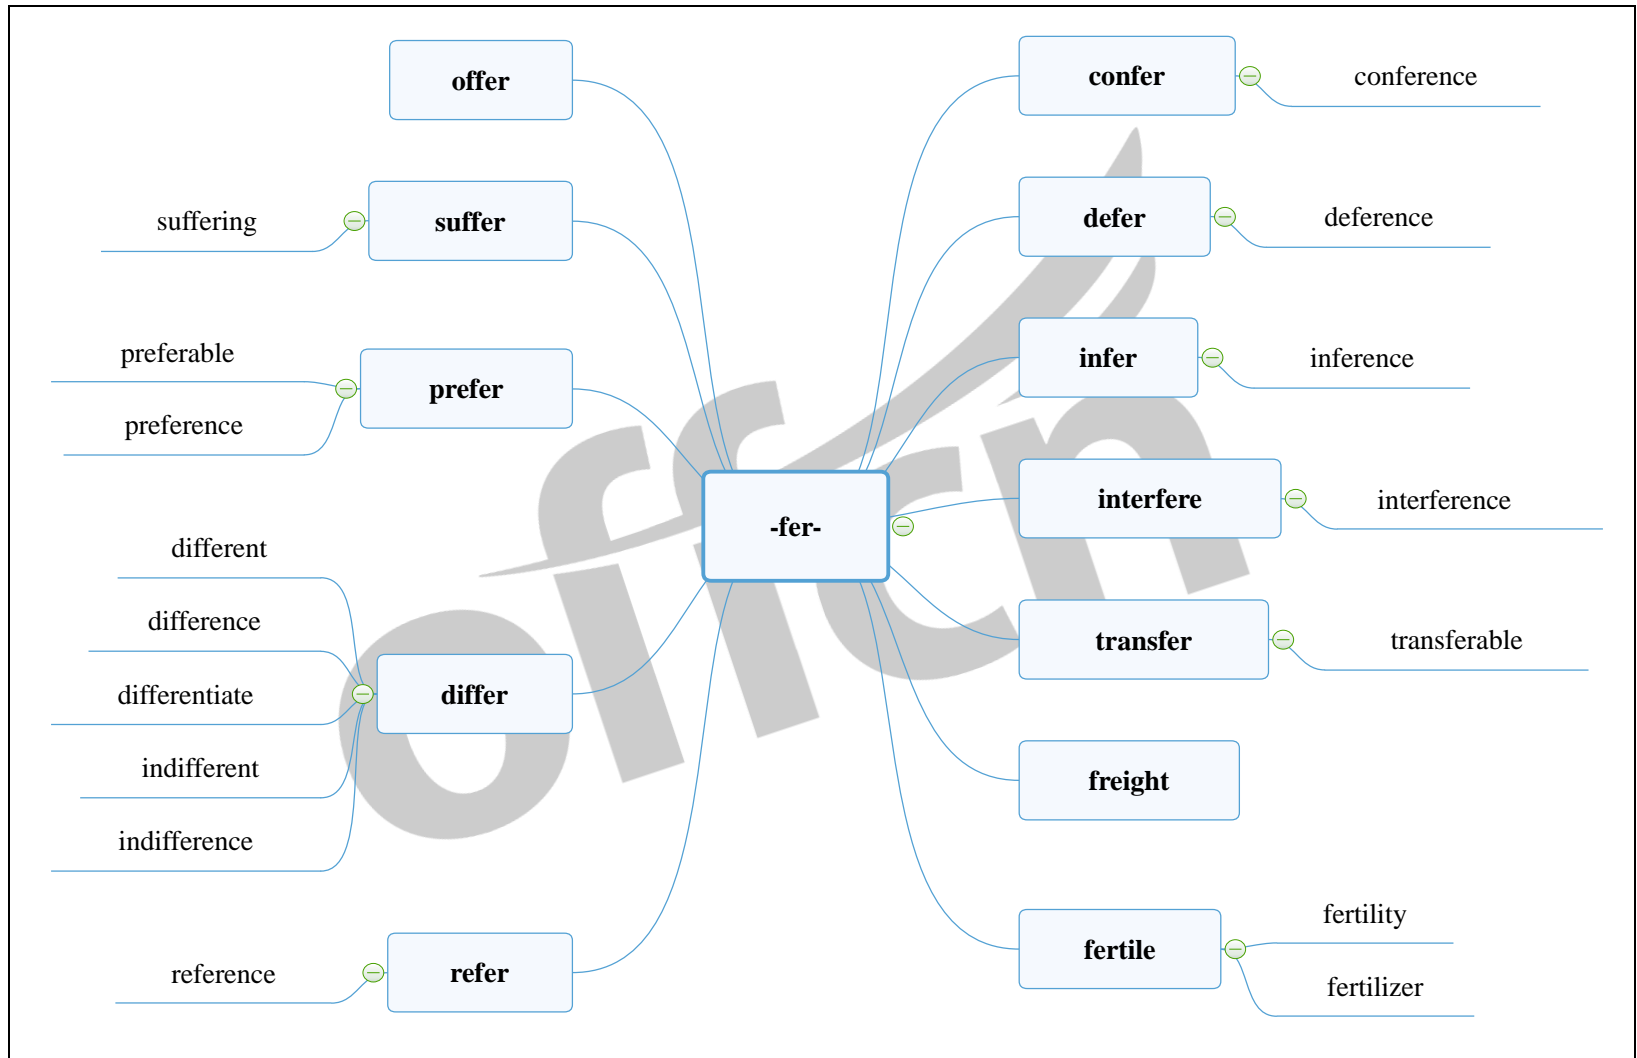 -fer-
offer
suffer
suffering
prefer
preferable
preference
differ
different
difference
differentiate
indifferent
indifference
refer
reference
confer
conference
defer
deference
infer
inference
interfere
interference
transfer
transferable
freight
fertile
fertility
fertilizer
offcn